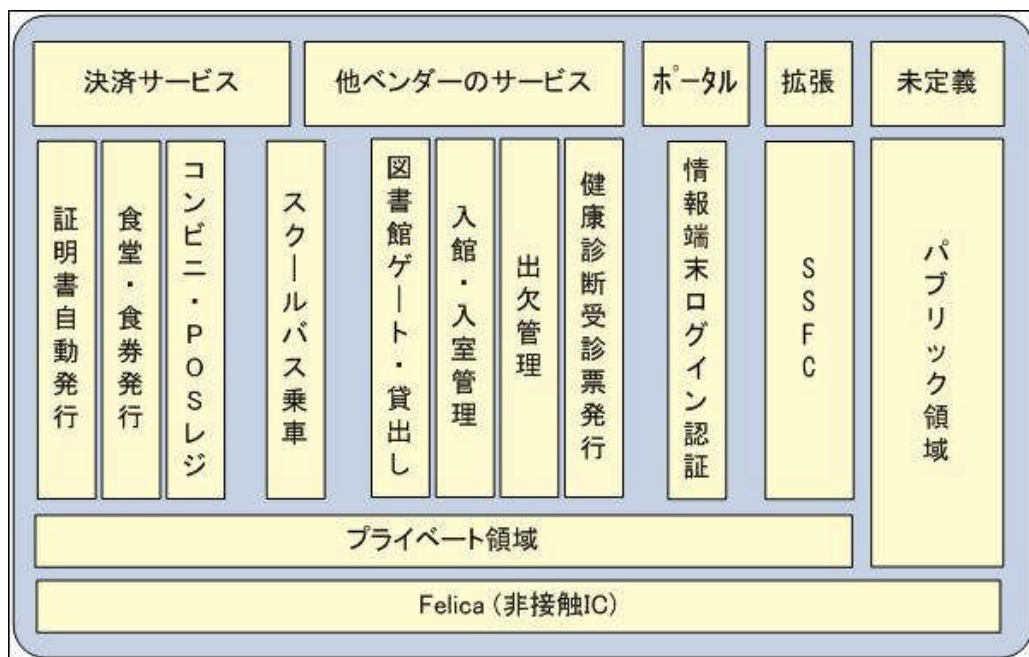 決済サービス
他ベンダーのサービス
ポータル
拡張
未定義
証明書自動発行
食堂・食券発行
コンビニ・POSレジ
スクールバス乗車
図書館ゲート・貸出し
入館・入室管理
出欠管理
健康診断受診票発行
情報端末ログイン認証
SSFC
パブリック領域
プライベート領域
Felica (非接触IC)